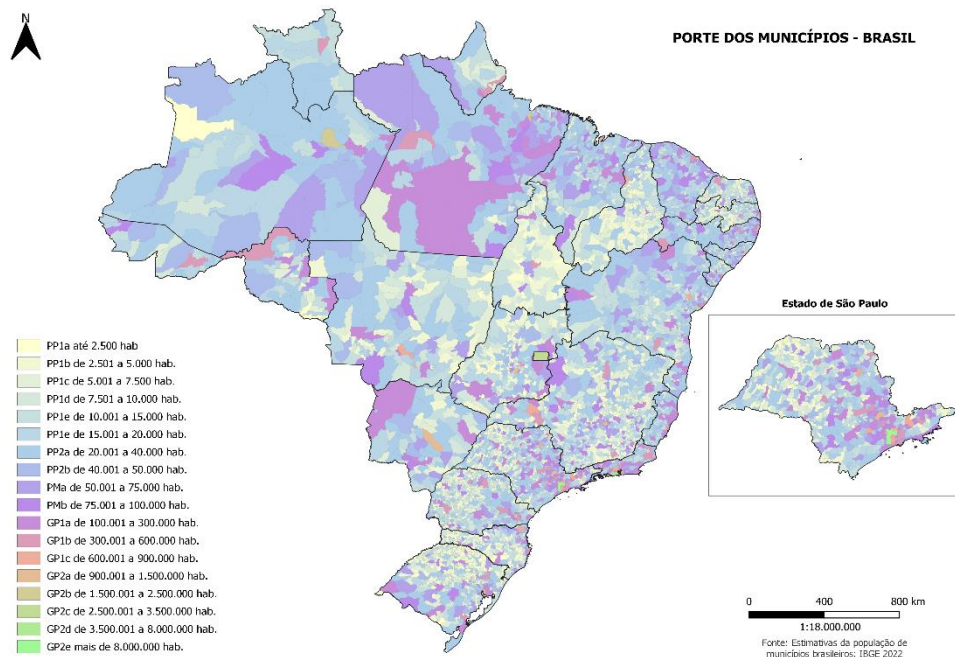 N
PORTE DOS MUNICÍPIOS - BRASIL
Estado de São Paulo
PP1a até 2.500 hab
PP1b de 2.501 a 5.000 hab.
PP1c de 5.001 a 7.500 hab.
PP1d de 7.501 a 10.000 hab.
PP1e de 10.001 a 15.000 hab.
PP1e de 15.001 a 20.000 hab.
PP2a de 20.001 a 40.000 hab.
PP2b de 40.001 a 50.000 hab.
PMa de 50.001 a 75.000 hab.
PMb de 75.001 a 100.000 hab.
GP1a de 100.001 a 300.000 hab.
GP1b de 300.001 a 600.000 hab.
GP1c de 600.001 a 900.000 hab.
GP2a de 900.001 a 1.500.000 hab.
GP2b de 1.500.001 a 2.500.000 hab.
GP2c de 2.500.001 a 3.500.000 hab.
GP2d de 3.500.001 a 8.000.000 hab.
GP2e mais de 8.000.000 hab.
0 400 800 km
1:18.000.000
Fonte: Estimativas da população de
municípios brasileiros: IBGE 2022